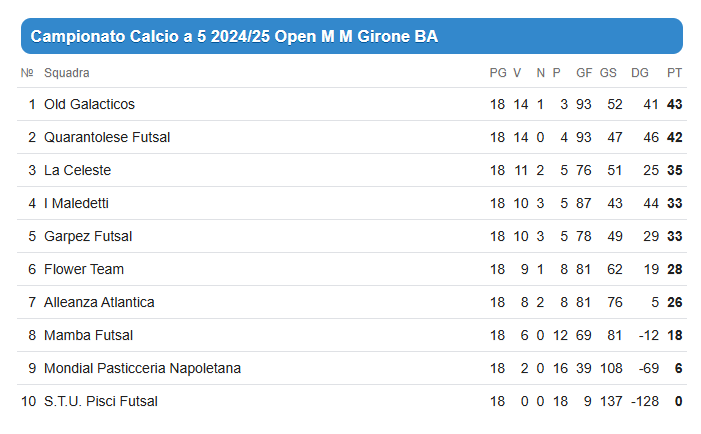 Campionato Calcio a 5 2024/25 Open M M Girone BA
№ Squadra PG V N P GF GS DG PT
1 Old Galacticos 18 14 1 3 93 52 41 43
2 Quarantolese Futsal 18 14 0 4 93 47 46 42
3 La Celeste 18 11 2 5 76 51 25 35
4 I Maledetti 18 10 3 5 87 43 44 33
5 Garpez Futsal 18 10 3 5 78 49 29 33
6 Flower Team 18 9 1 8 81 62 19 28
7 Alleanza Atlantica 18 8 2 8 81 76 5 26
8 Mamba Futsal 18 6 0 12 69 81 -12 18
9 Mondial Pasticceria Napoletana 18 2 0 16 39 108 -69 6
10 S.T.U. Pisci Futsal 18 0 0 18 9 137 -128 0